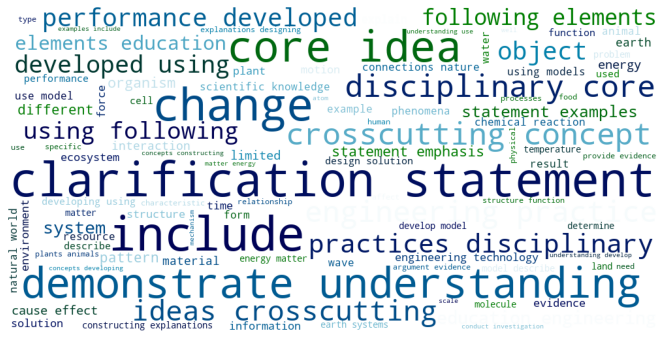 type performance developed following elements
examples include explanations designing understanding use function animal
elements education core idea object earth
developed using plant motion water problem energy
performance scientific knowledge connections nature using models used
use model organism change disciplinary core
different cell force example phenomena processes food statement examples
using following interaction human atom crosscutting concept chemical reaction
use specific concepts constructing limited statement emphasis physical temperature provide evidence
ecosystem matter energy design solution result
clarification statement
developing using characteristic relationship structure function
matter structure time engineering practice
natural world environment resource system form include develop model determine
describe mechanism practices disciplinary
plants animals pattern material energy matter wave engineering technology understanding develop
concepts developing demonstrate understanding argument evidence model describe land need
cause effect ideas crosscutting scale molecule evidence
solution constructing explanations information earth systems conduct investigation